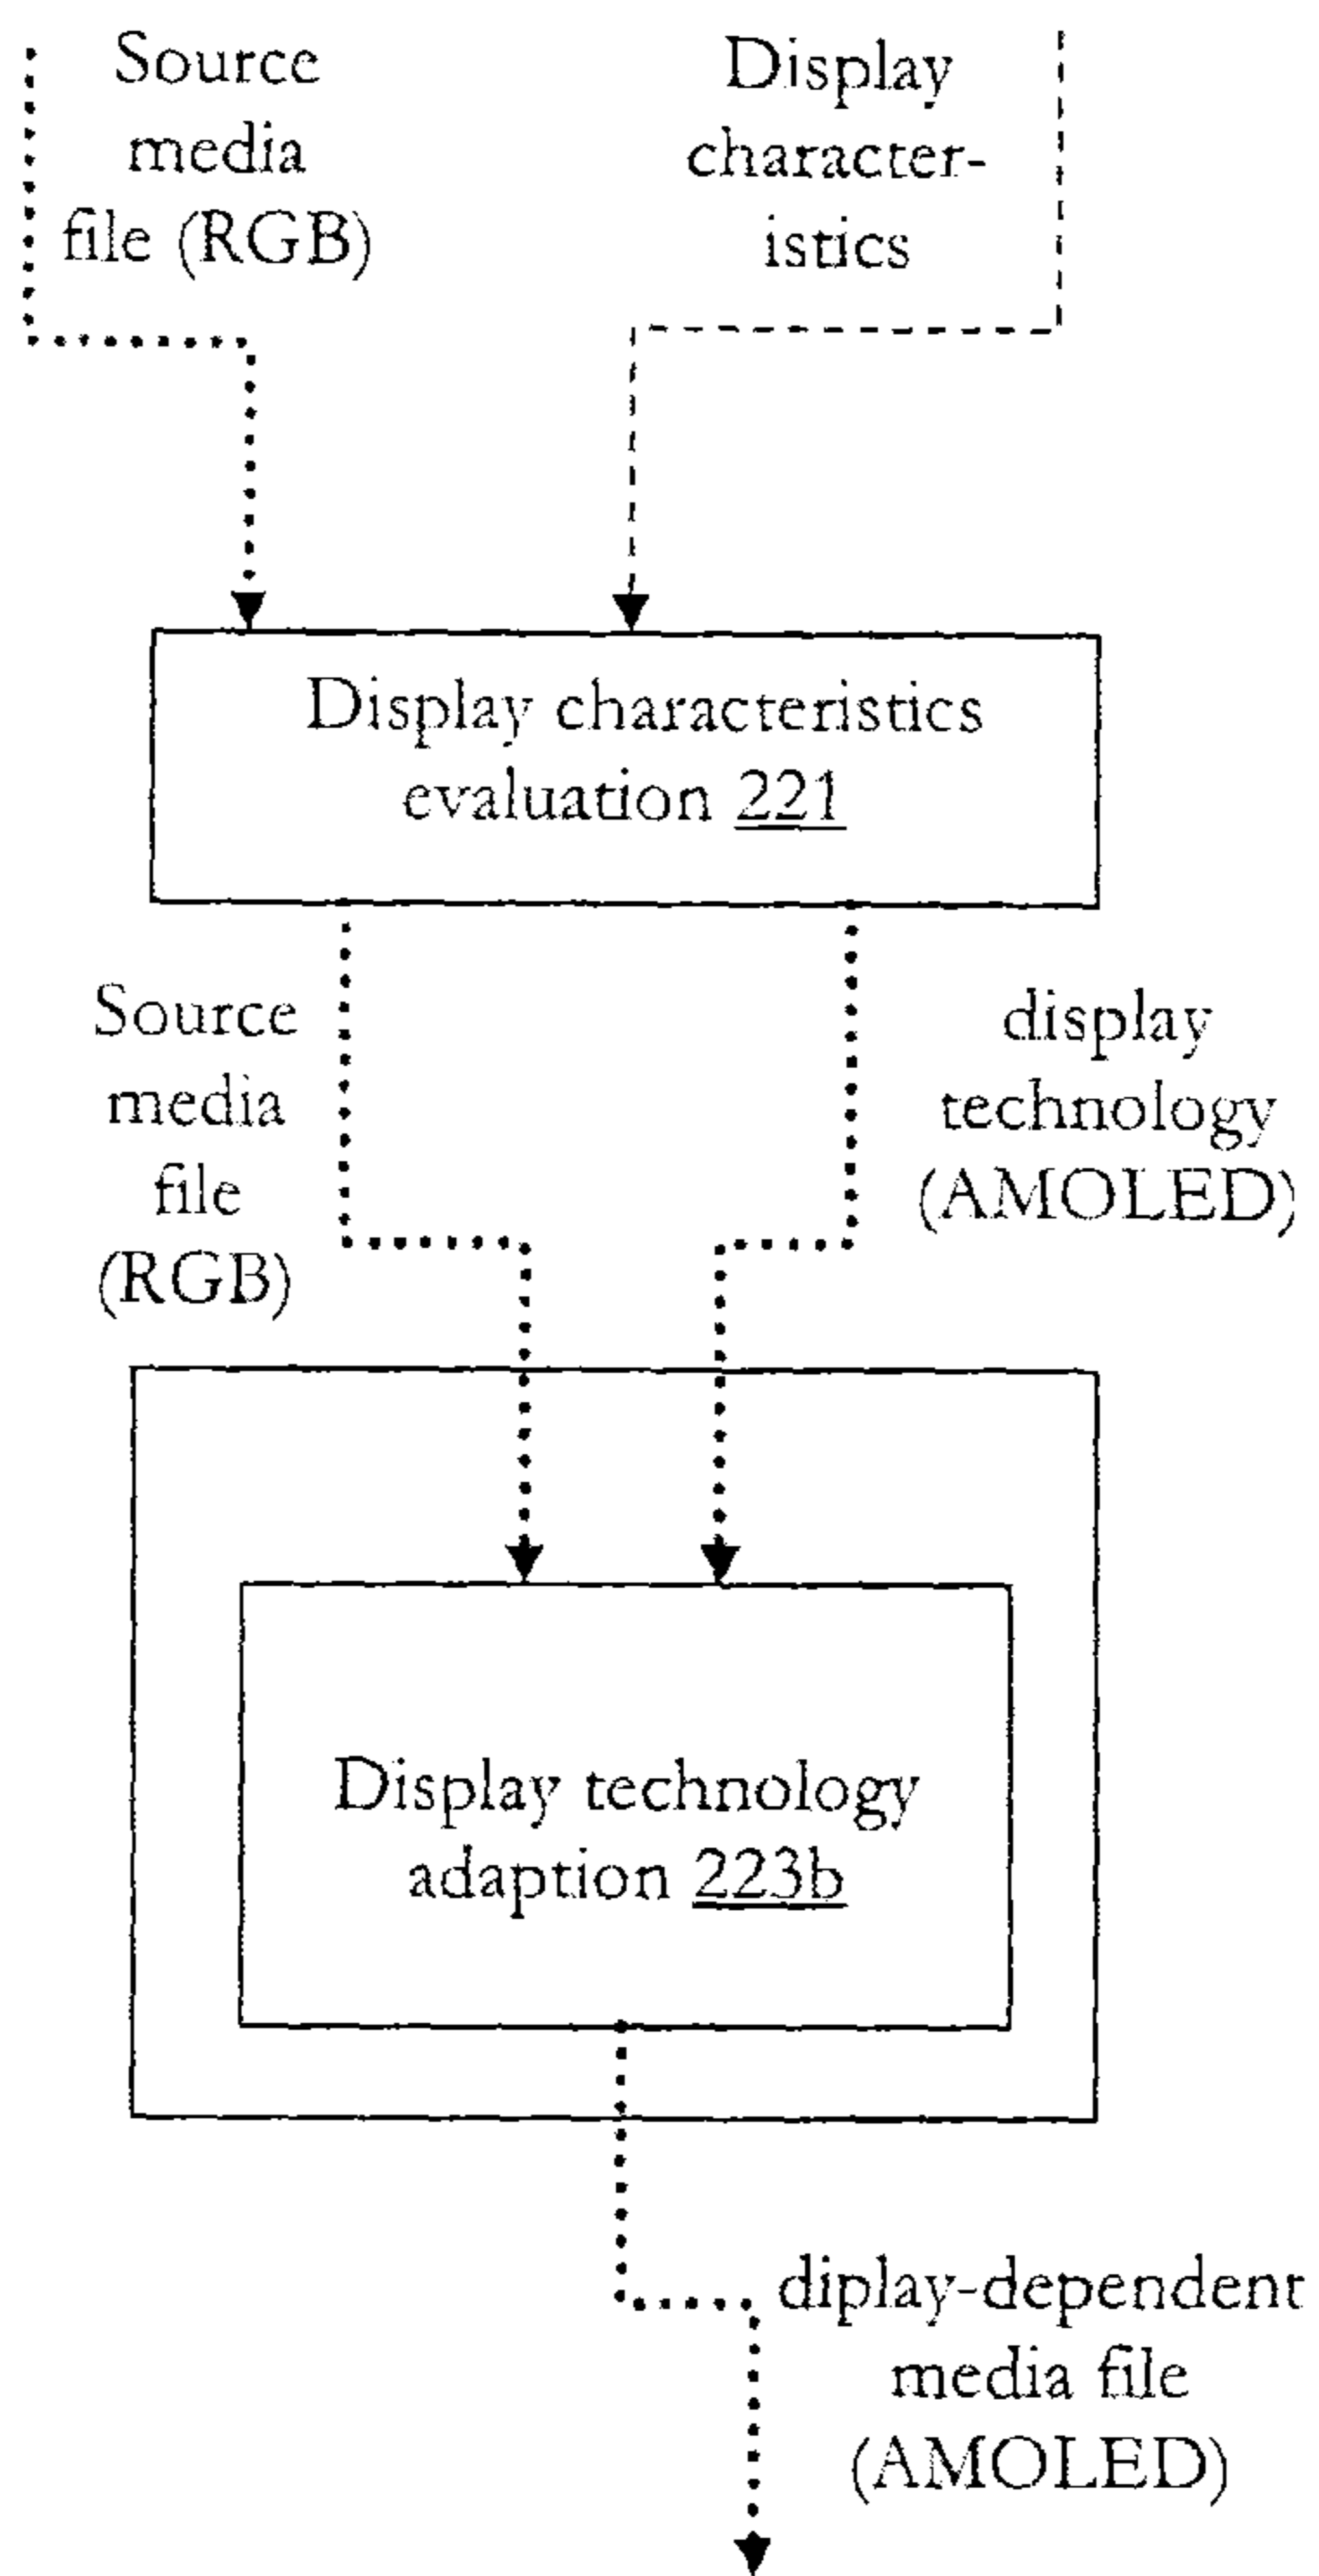 Source
media
file (RGB)
Display
character-
istics
Display characteristics
evaluation 221
Source
media
file
(RGB)
display
technology
(AMOLED)
Display technology
adaption 223b
diplay-dependent
media file
(AMOLED)